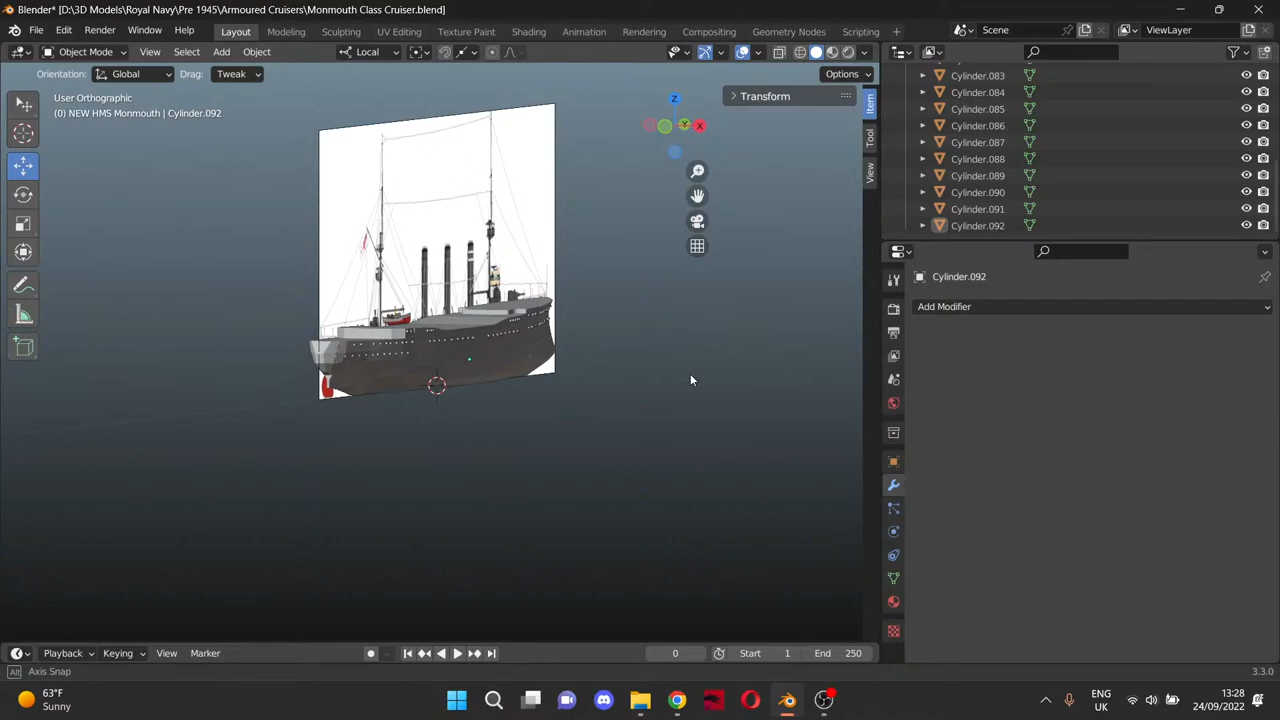 Blender* [D:\3D Models\Royal Navy\Pre 1945\Armoured Cruisers\Monmouth Class Cruiser.blend]
File Edit Render Window Help Layout Modeling Sculpting UV Editing Texture Paint Shading Animation Rendering Compositing Geometry Nodes Scripting + Scene ViewLayer
Object Mode View Select Add Object Local
Orientation: Global Drag: Tweak Options
User Orthographic
(0) NEW HMS Monmouth | Cylinder.092
Transform
Z
Y
X
Item
Tool
View
Cylinder.083
Cylinder.084
Cylinder.085
Cylinder.086
Cylinder.087
Cylinder.088
Cylinder.089
Cylinder.090
Cylinder.091
Cylinder.092
Cylinder.092
Add Modifier
Playback Keying View Marker 0 Start 1 End 250
Alt Axis Snap 3.3.0
63°F
Sunny
ENG
UK
13:28
24/09/2022